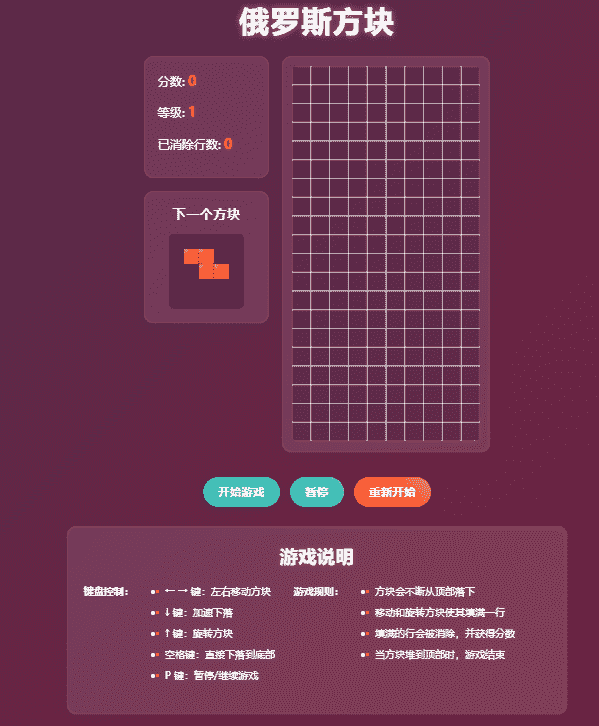 俄罗斯方块
分数: 0
等级: 1
已消除行数: 0
下一个方块
开始游戏
暂停
重新开始
游戏说明
键盘控制：
← → 键：左右移动方块
↓ 键：加速下落
↑ 键：旋转方块
空格键：直接下落到底部
P 键：暂停/继续游戏
游戏规则：
方块会不断从顶部落下
移动和旋转方块使其填满一行
填满的行会被消除，并获得分数
当方块堆到顶部时，游戏结束